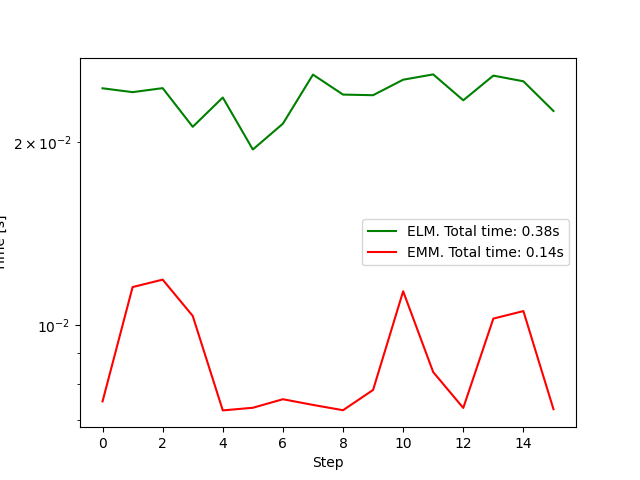 2 × 10⁻²
10⁻²
Time [s]
ELM. Total time: 0.38s
EMM. Total time: 0.14s
0 2 4 6 8 10 12 14
Step